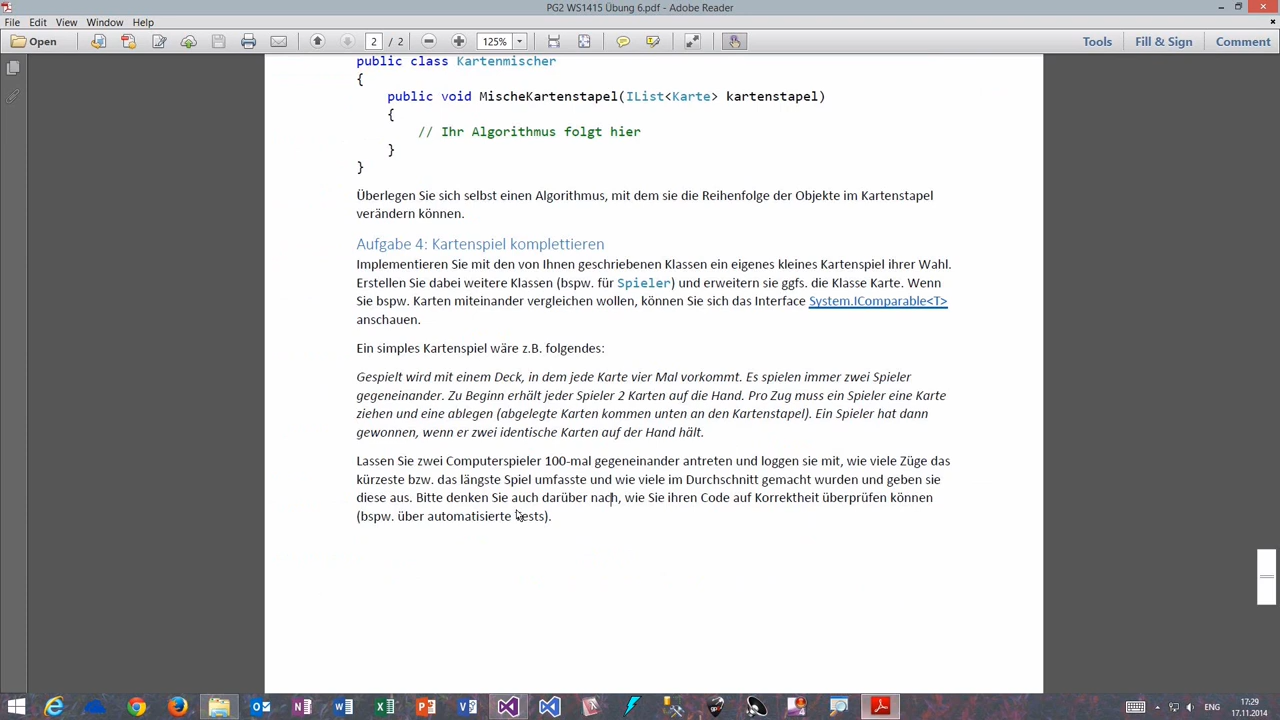 PG2 WS1415 Übung 6.pdf - Adobe Reader
File Edit View Window Help
Open 2 / 2 125% Tools Fill & Sign Comment
public class Kartenmischer
{
public void MischeKartenstapel(IList<Karte> kartenstapel)
{
// Ihr Algorithmus folgt hier
}
}
Überlegen Sie sich selbst einen Algorithmus, mit dem sie die Reihenfolge der Objekte im Kartenstapel
verändern können.
Aufgabe 4: Kartenspiel komplettieren
Implementieren Sie mit den von Ihnen geschriebenen Klassen ein eigenes kleines Kartenspiel ihrer Wahl.
Erstellen Sie dabei weitere Klassen (bspw. für Spieler) und erweitern sie ggfs. die Klasse Karte. Wenn
Sie bspw. Karten miteinander vergleichen wollen, können Sie sich das Interface System.IComparable<T>
anschauen.
Ein simples Kartenspiel wäre z.B. folgendes:
Gespielt wird mit einem Deck, in dem jede Karte vier Mal vorkommt. Es spielen immer zwei Spieler
gegeneinander. Zu Beginn erhält jeder Spieler 2 Karten auf die Hand. Pro Zug muss ein Spieler eine Karte
ziehen und eine ablegen (abgelegte Karten kommen unten an den Kartenstapel). Ein Spieler hat dann
gewonnen, wenn er zwei identische Karten auf der Hand hält.
Lassen Sie zwei Computerspieler 100-mal gegeneinander antreten und loggen sie mit, wie viele Züge das
kürzeste bzw. das längste Spiel umfasste und wie viele im Durchschnitt gemacht wurden und geben sie
diese aus. Bitte denken Sie auch darüber nach, wie Sie ihren Code auf Korrektheit überprüfen können
(bspw. über automatisierte Tests).
ENG 17:29
17.11.2014